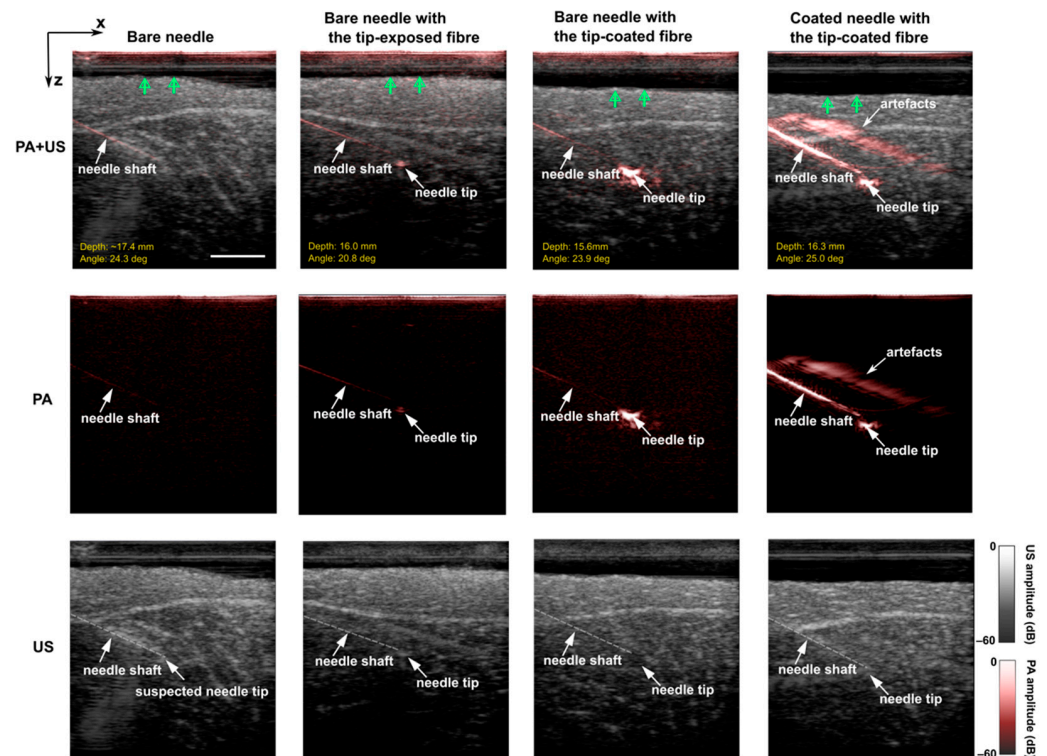 x
z
Bare needle
Bare needle with
the tip-exposed fibre
Bare needle with
the tip-coated fibre
Coated needle with
the tip-coated fibre
PA+US
needle shaft
Depth: ~17.4 mm
Angle: 24.3 deg
needle shaft
needle tip
Depth: 16.0 mm
Angle: 20.8 deg
needle shaft
needle tip
Depth: 15.6mm
Angle: 23.9 deg
artefacts
needle shaft
needle tip
Depth: 16.3 mm
Angle: 25.0 deg
PA
needle shaft
needle shaft
needle tip
needle shaft
needle tip
artefacts
needle shaft
needle tip
US
needle shaft
suspected needle tip
needle shaft
needle tip
needle shaft
needle tip
needle shaft
needle tip
0
−60
US amplitude (dB)
0
−60
PA amplitude (dB)